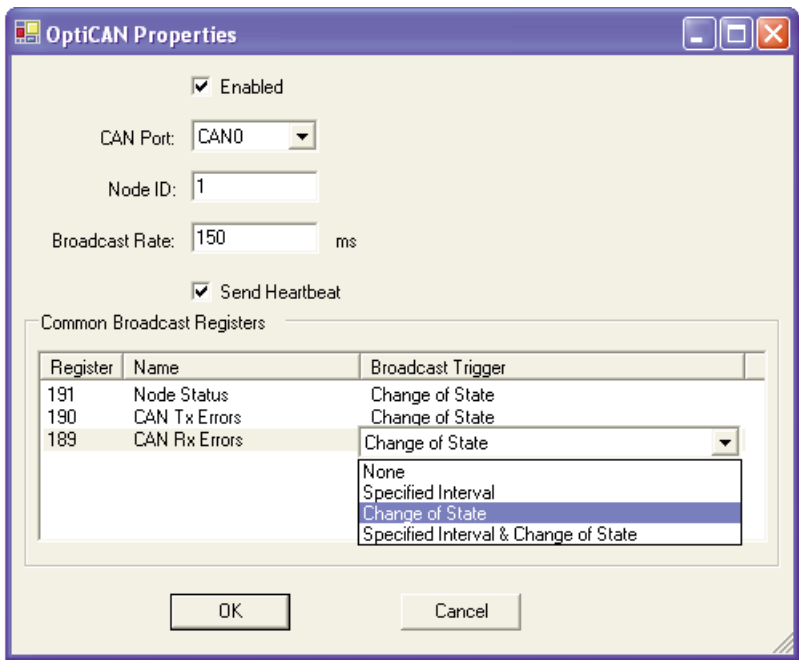 OptiCAN Properties
Enabled
CAN Port: CAN0
Node ID: 1
Broadcast Rate: 150 ms
Send Heartbeat
Common Broadcast Registers
Register Name Broadcast Trigger
191 Node Status Change of State
190 CAN Tx Errors Change of State
189 CAN Rx Errors Change of State
None
Specified Interval
Change of State
Specified Interval & Change of State
OK Cancel